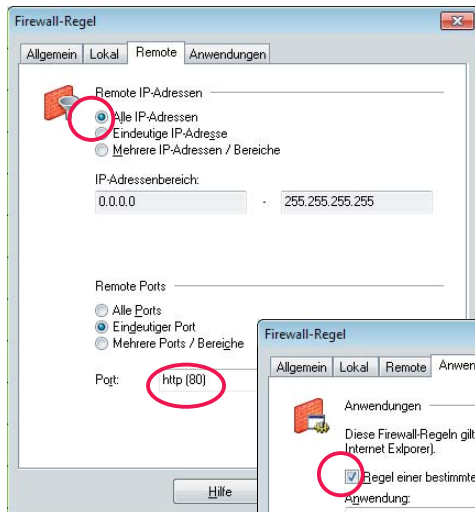 Firewall-Regel
Allgemein Lokal Remote Anwendungen
Remote IP-Adressen
Alle IP-Adressen
Eindeutige IP-Adresse
Mehrere IP-Adressen / Bereiche
IP-Adressenbereich:
0.0.0.0 - 255.255.255.255
Remote Ports
Alle Ports
Eindeutiger Port
Mehrere Ports / Bereiche
Port: http (80)
Hilfe
Firewall-Regel
Allgemein Lokal Remote Anwen
Anwendungen
Diese Firewall-Regeln gilt
Internet Exlporer).
Regel einer bestimmte
Anwendung: